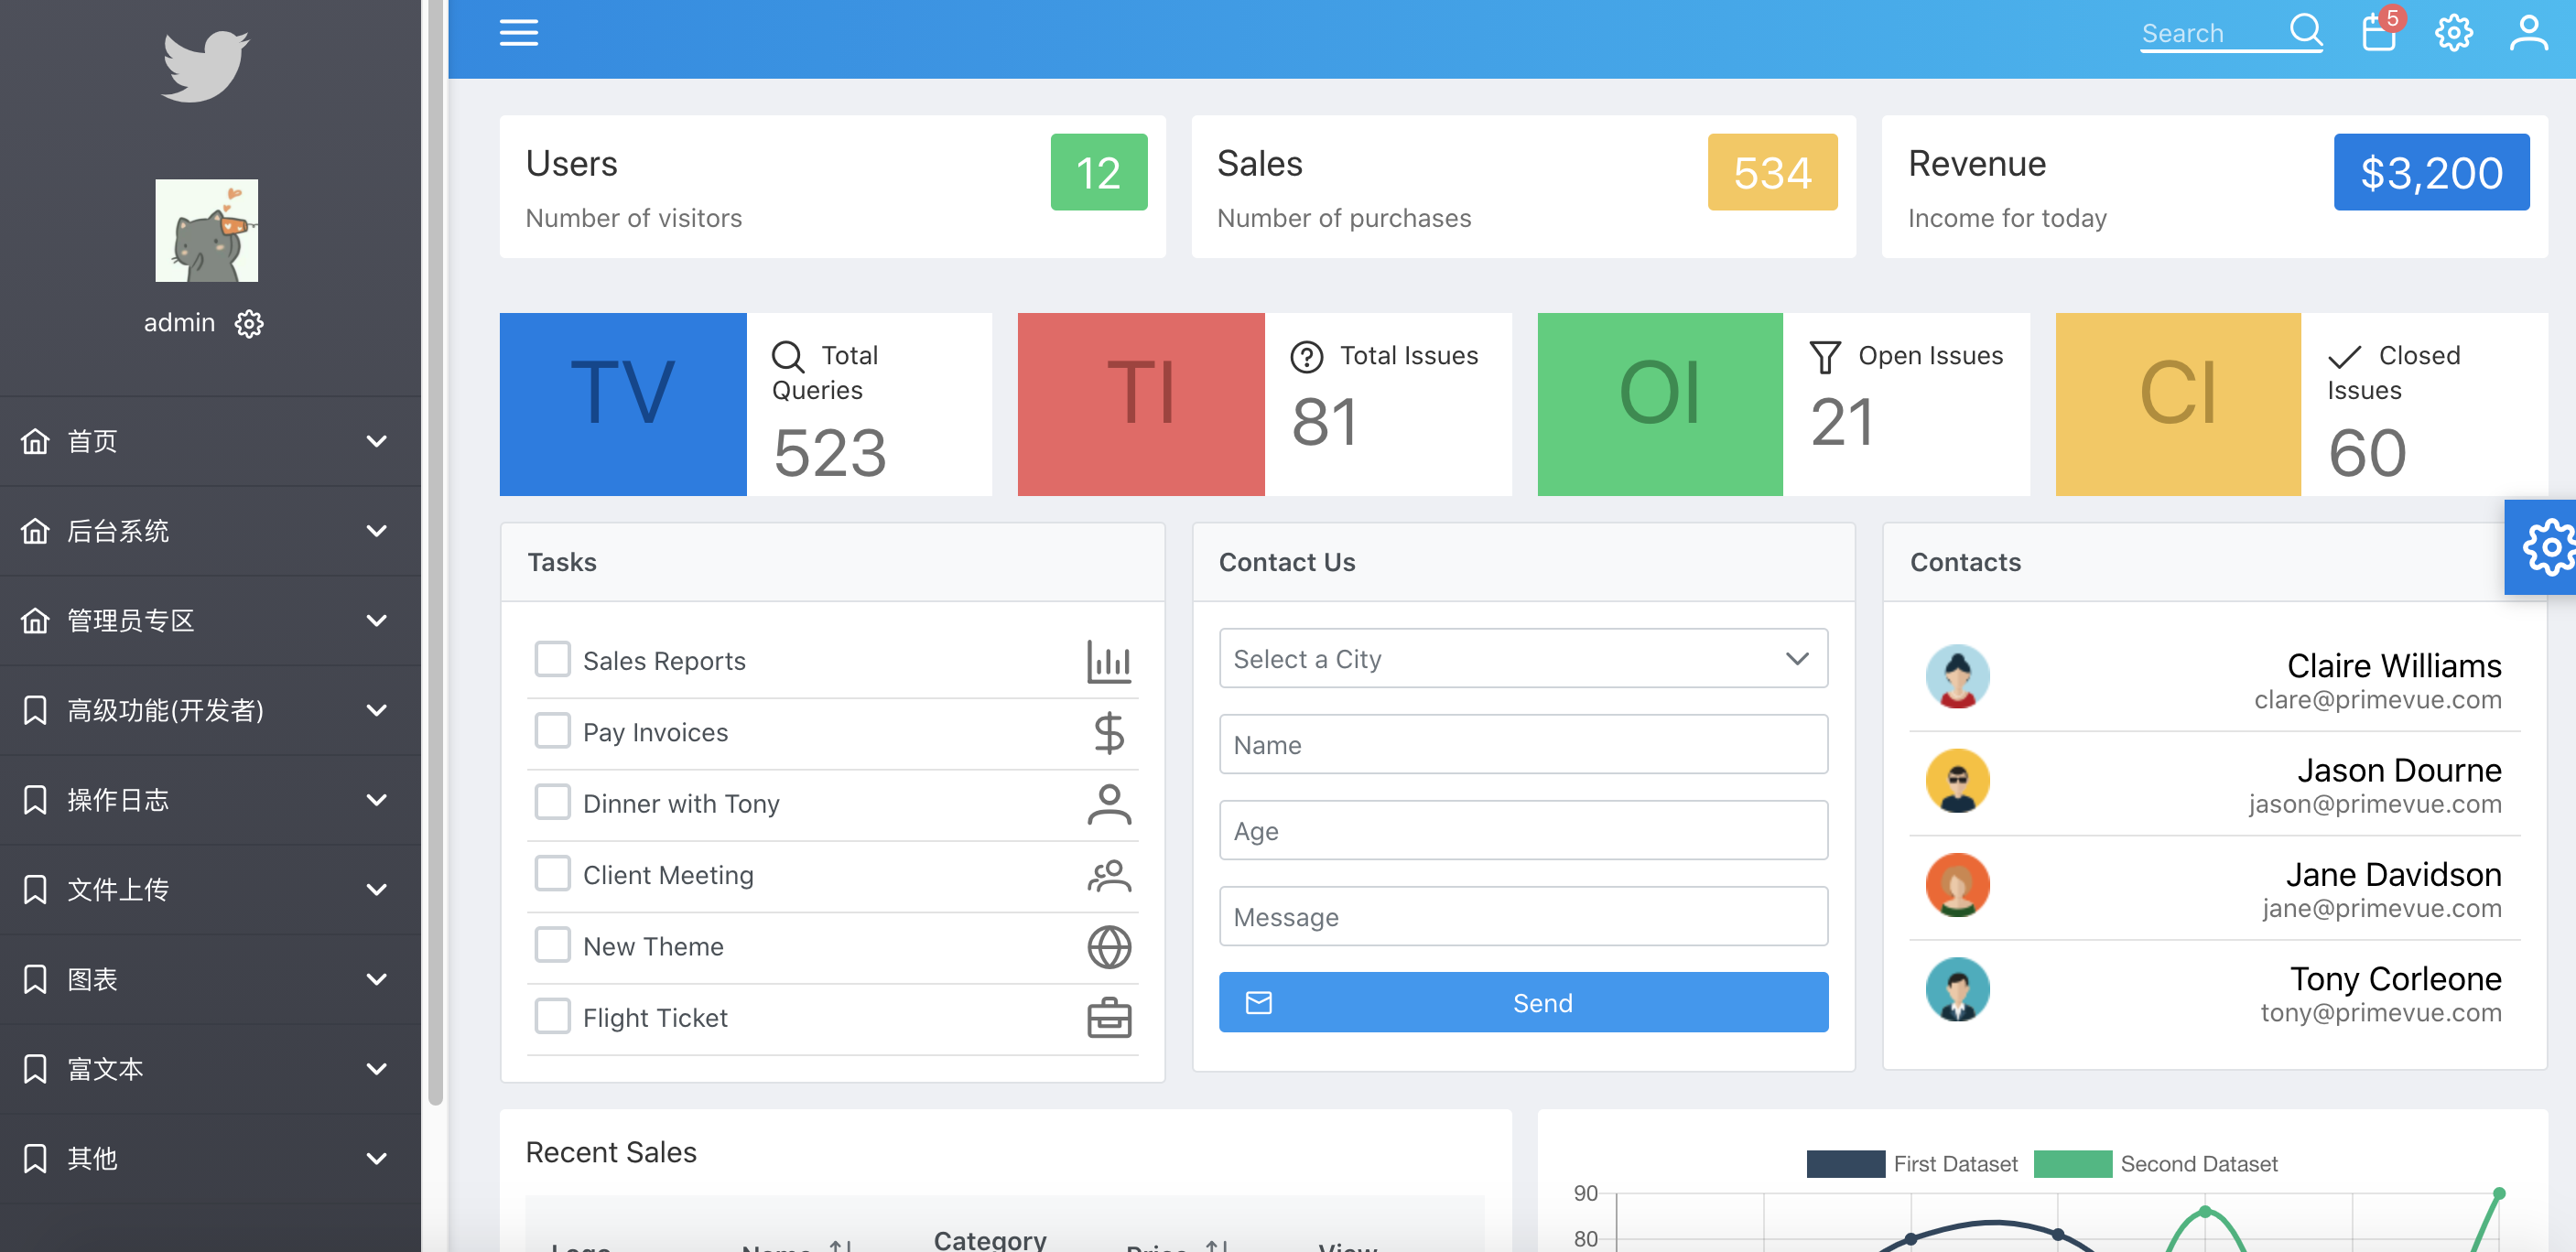 admin
首页
后台系统
管理员专区
高级功能(开发者)
操作日志
文件上传
图表
富文本
其他
Search
5
Users
Number of visitors
12
Sales
Number of purchases
534
Revenue
Income for today
$3,200
TV
Total
Queries
523
TI
Total Issues
81
OI
Open Issues
21
CI
Closed
Issues
60
Tasks
Sales Reports
Pay Invoices
Dinner with Tony
Client Meeting
New Theme
Flight Ticket
Contact Us
Select a City
Name
Age
Message
Send
Contacts
Claire Williams
clare@primevue.com
Jason Dourne
jason@primevue.com
Jane Davidson
jane@primevue.com
Tony Corleone
tony@primevue.com
Recent Sales
Logo Name Category Price View
First Dataset Second Dataset
90
80